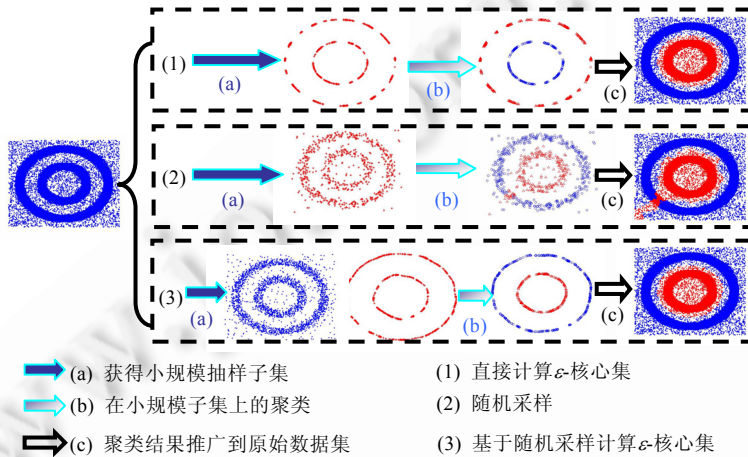 (1)
(a)
(b)
(c)
(2)
(a)
(b)
(c)
(3)
(a)
(b)
(c)
(a) 获得小规模抽样子集
(1) 直接计算ε-核心集
(b) 在小规模子集上的聚类
(2) 随机采样
(c) 聚类结果推广到原始数据集
(3) 基于随机采样计算ε-核心集